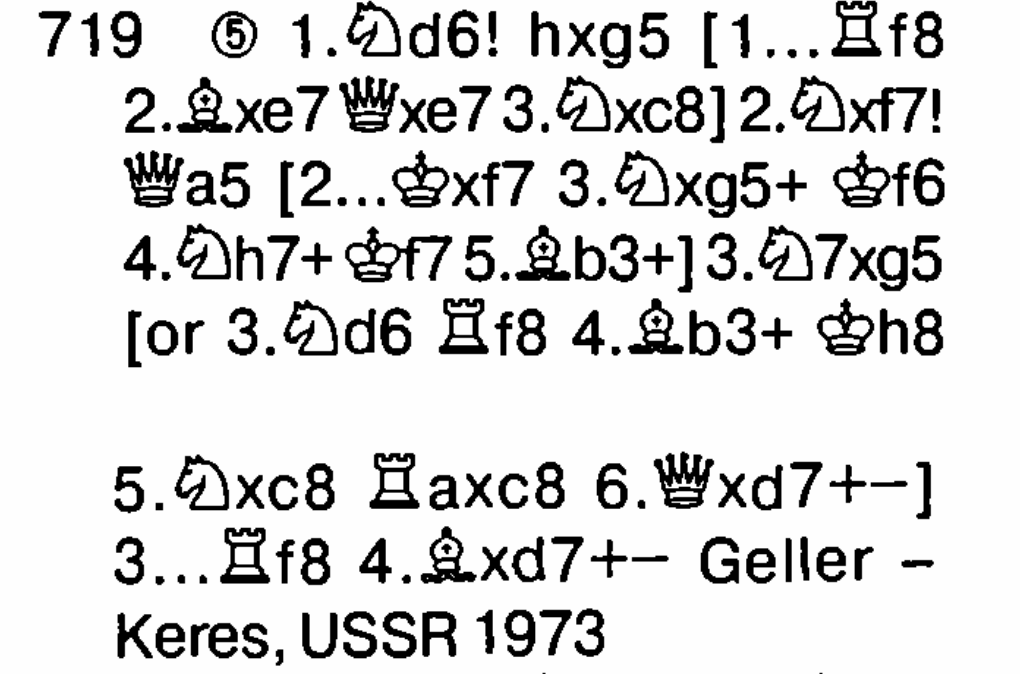 719 ⑤ 1.♘d6! hxg5 [1...♖f8
2.♗xe7 ♕xe7 3.♘xc8] 2.♘xf7!
♕a5 [2...♔xf7 3.♘xg5+ ♔f6
4.♘h7+ ♔f7 5.♗b3+] 3.♘7xg5
[or 3.♘d6 ♖f8 4.♗b3+ ♔h8
5.♘xc8 ♖axc8 6.♕xd7+−]
3...♖f8 4.♗xd7+− Geller –
Keres, USSR 1973